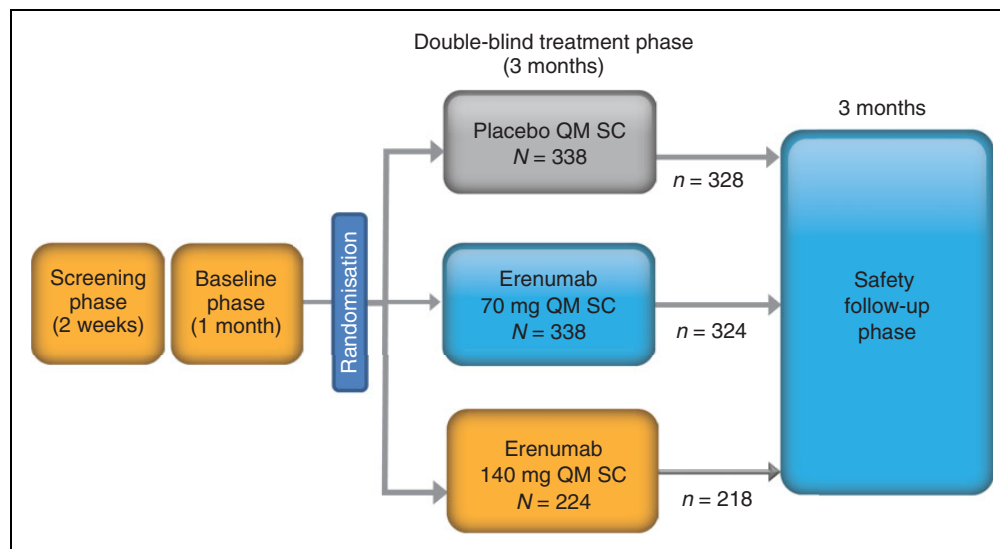 Double-blind treatment phase
(3 months)
Placebo QM SC
N = 338
n = 328
3 months
Screening
phase
(2 weeks)
Baseline
phase
(1 month)
Randomisation
Erenumab
70 mg QM SC
N = 338
n = 324
Safety
follow-up
phase
Erenumab
140 mg QM SC
N = 224
n = 218